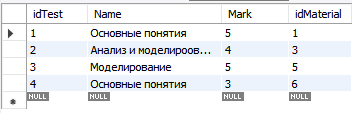 idTest Name Mark idMaterial
1 Основные понятия 5 1
2 Анализ и моделироов... 4 3
3 Моделирование 5 5
4 Основные понятия 3 6
NULL NULL NULL NULL